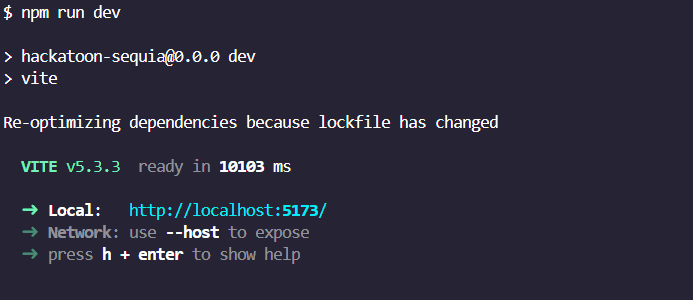 $ npm run dev
> hackatoon-sequia@0.0.0 dev
> vite
Re-optimizing dependencies because lockfile has changed
VITE v5.3.3 ready in 10103 ms
➜ Local: http://localhost:5173/
➜ Network: use --host to expose
➜ press h + enter to show help